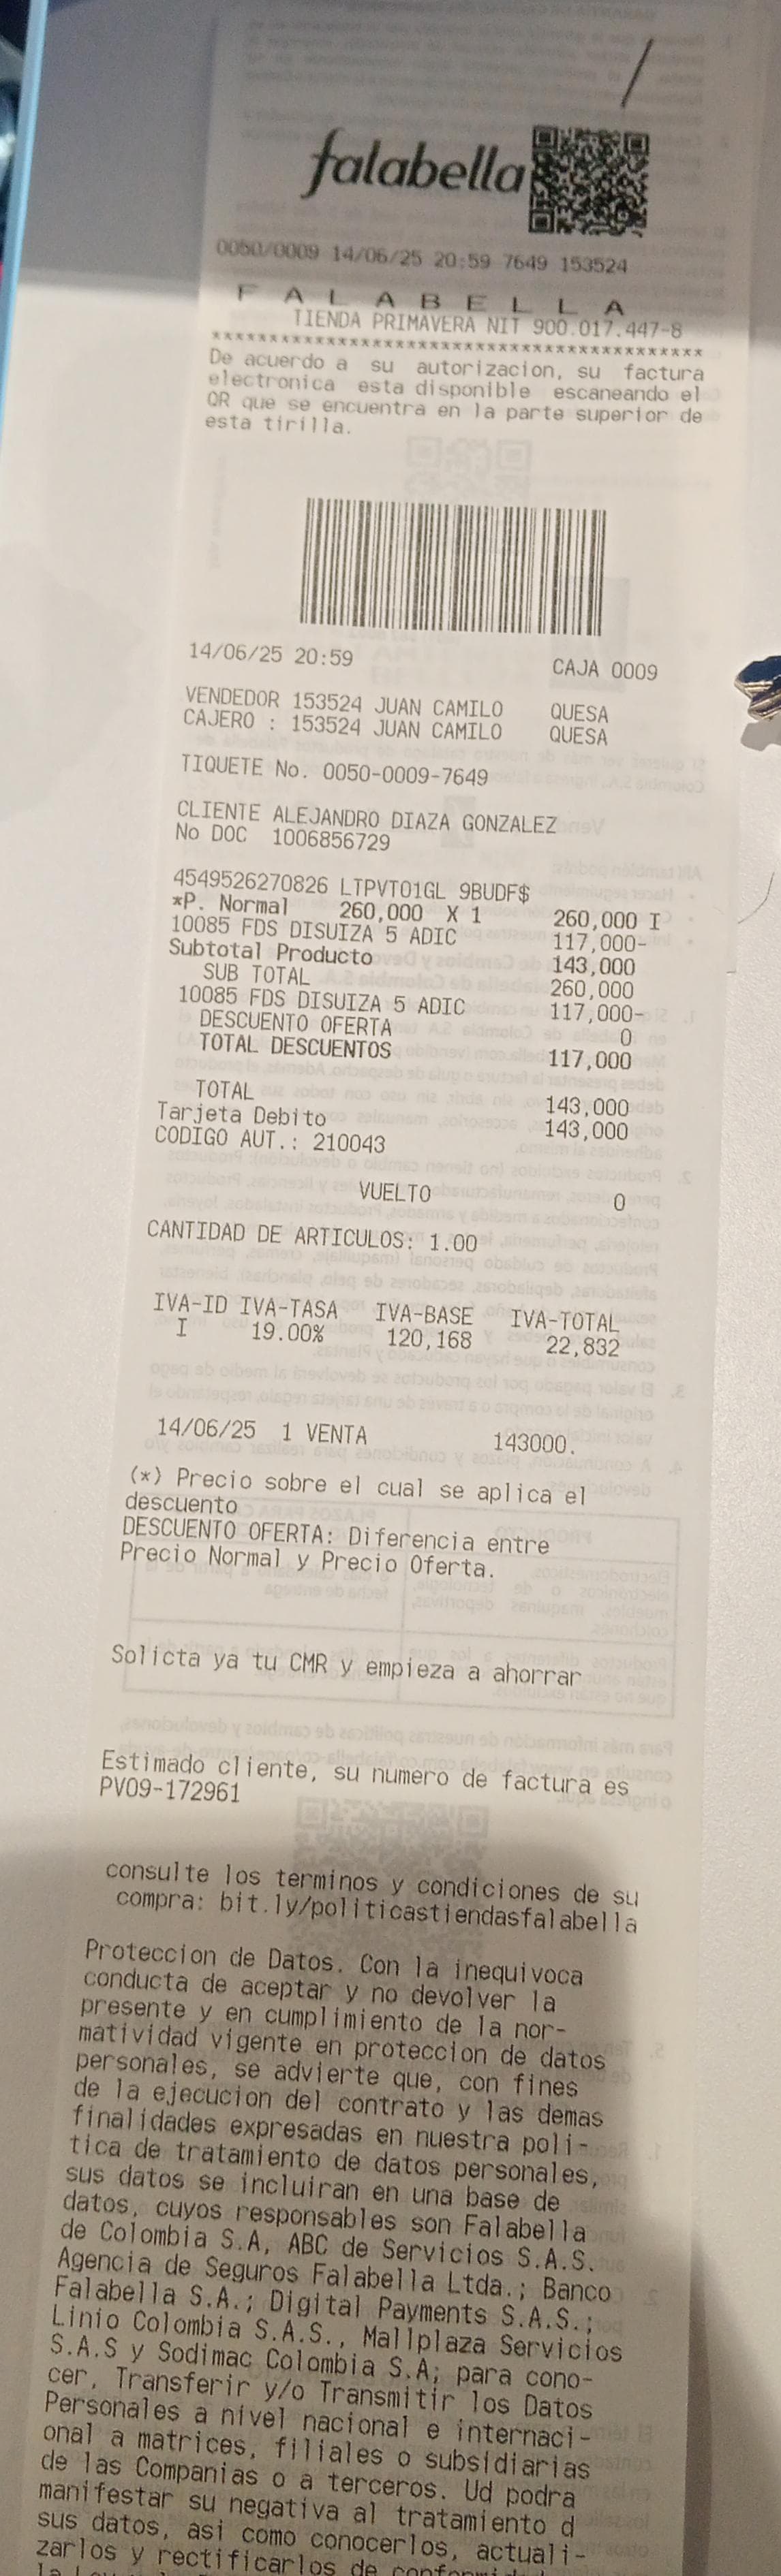 falabella
0050/0009 14/06/25 20:59 7649 153524
F A L A B E L L A
TIENDA PRIMAVERA NIT 900.017.447-8
******************************************
De acuerdo a su autorizacion, su factura
electronica esta disponible escaneando el
QR que se encuentra en la parte superior de
esta tirilla.
14/06/25 20:59 CAJA 0009
VENDEDOR 153524 JUAN CAMILO QUESA
CAJERO : 153524 JUAN CAMILO QUESA
TIQUETE No. 0050-0009-7649
CLIENTE ALEJANDRO DIAZA GONZALEZ
No DOC 1006856729
4549526270826 LTPVT01GL 9BUDF$
*P. Normal 260,000 X 1 260,000 I
10085 FDS DISUIZA 5 ADIC 117,000-
Subtotal Producto 143,000
SUB TOTAL 260,000
10085 FDS DISUIZA 5 ADIC 117,000-
DESCUENTO OFERTA 0
TOTAL DESCUENTOS 117,000
TOTAL 143,000
Tarjeta Debito 143,000
CODIGO AUT.: 210043
VUELTO 0
CANTIDAD DE ARTICULOS: 1.00
IVA-ID IVA-TASA IVA-BASE IVA-TOTAL
I 19.00% 120,168 22,832
14/06/25 1 VENTA 143000.
(*) Precio sobre el cual se aplica el
descuento
DESCUENTO OFERTA: Diferencia entre
Precio Normal y Precio Oferta.
Solicta ya tu CMR y empieza a ahorrar
Estimado cliente, su numero de factura es
PV09-172961
consulte los terminos y condiciones de su
compra: bit.ly/politicastiendasfalabella
Proteccion de Datos. Con la inequivoca
conducta de aceptar y no devolver la
presente y en cumplimiento de la nor-
matividad vigente en proteccion de datos
personales, se advierte que, con fines
de la ejecucion del contrato y las demas
finalidades expresadas en nuestra poli-
tica de tratamiento de datos personales,
sus datos se incluiran en una base de
datos, cuyos responsables son Falabella
de Colombia S.A, ABC de Servicios S.A.S.
Agencia de Seguros Falabella Ltda.; Banco
Falabella S.A.; Digital Payments S.A.S.;
Linio Colombia S.A.S., Mallplaza Servicios
S.A.S y Sodimac Colombia S.A; para cono-
cer, Transferir y/o Transmitir los Datos
Personales a nivel nacional e internaci-
onal a matrices, filiales o subsidiarias
de las Companias o a terceros. Ud podra
manifestar su negativa al tratamiento d
sus datos, asi como conocerlos, actuali-
zarlos y rectificarlos de